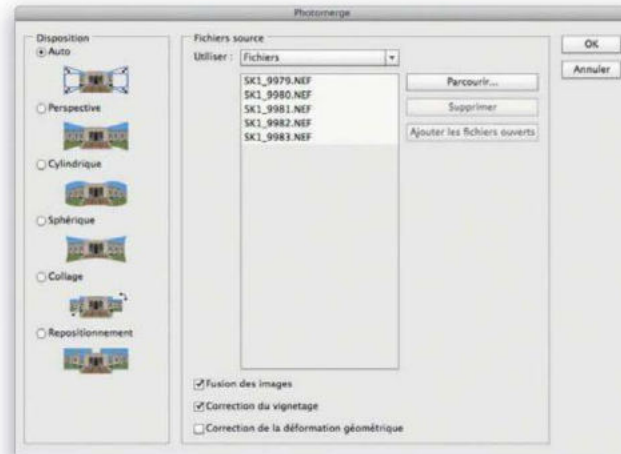 Photomerge
Disposition
Auto
Perspective
Cylindrique
Sphérique
Collage
Repositionnement
Fichiers source
Utiliser : Fichiers
SK1_9979.NEF
SK1_9980.NEF
SK1_9981.NEF
SK1_9982.NEF
SK1_9983.NEF
Parcourir...
Supprimer
Ajouter les fichiers ouverts
Fusion des images
Correction du vignetage
Correction de la déformation géométrique
OK
Annuler